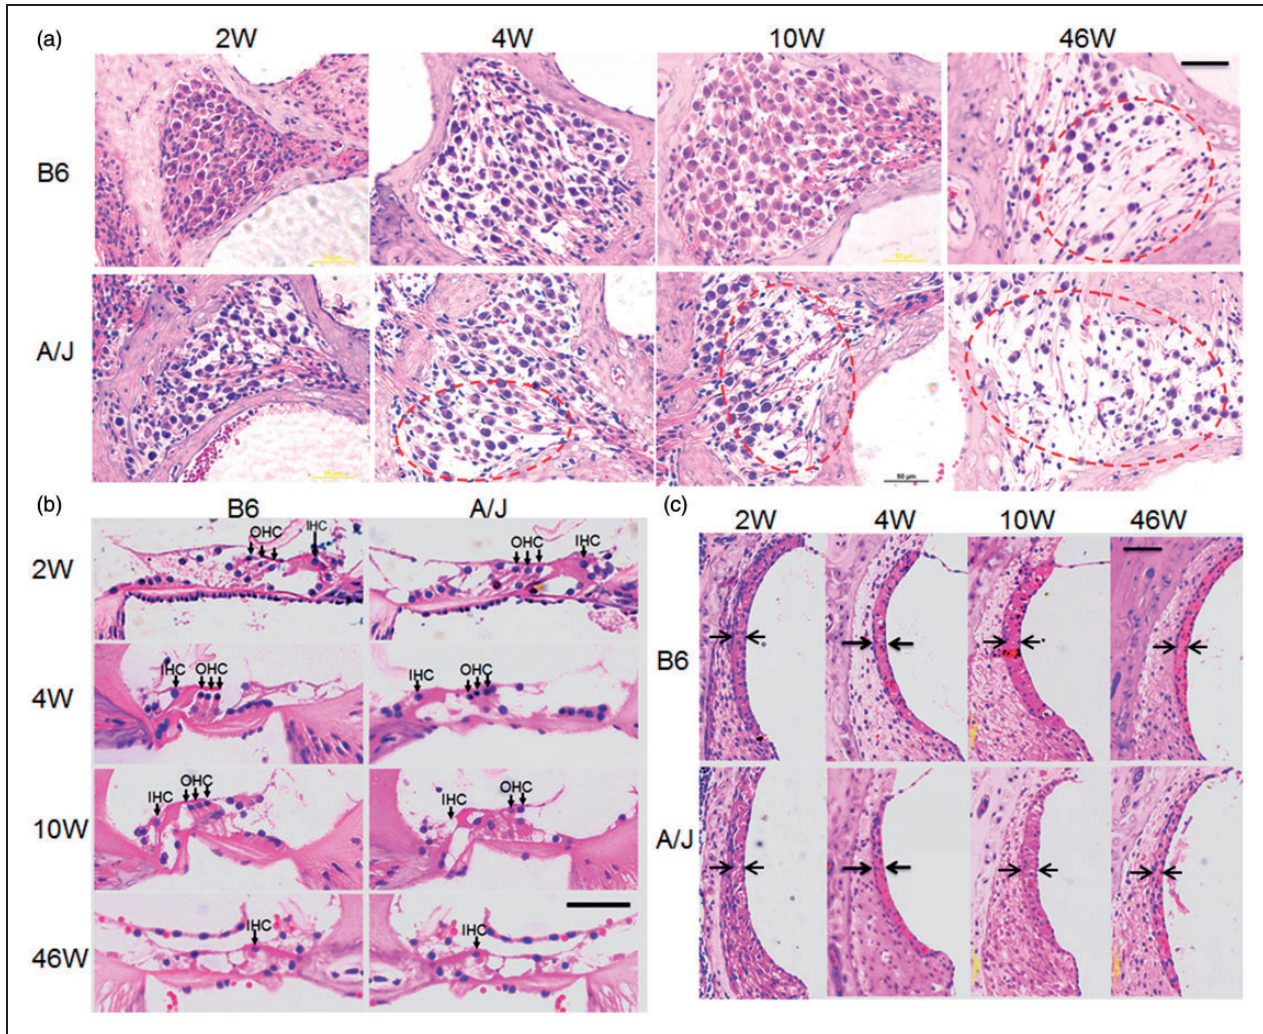 (a)
2W 4W 10W 46W
B6
A/J
50 μm
(b)
B6 A/J
2W
OHC IHC OHC IHC
4W
IHC OHC IHC OHC
10W
IHC OHC IHC OHC
46W
IHC IHC
(c)
2W 4W 10W 46W
B6
A/J